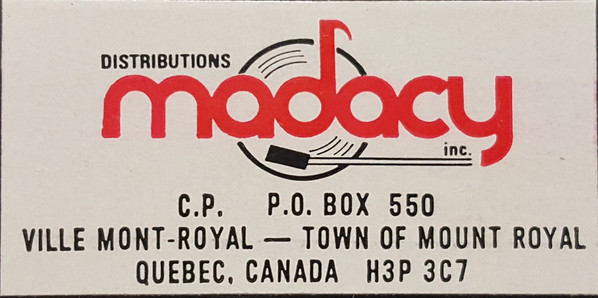 DISTRIBUTIONS
madacy
inc.
C.P. P.O. BOX 550
VILLE MONT-ROYAL — TOWN OF MOUNT ROYAL
QUEBEC, CANADA H3P 3C7